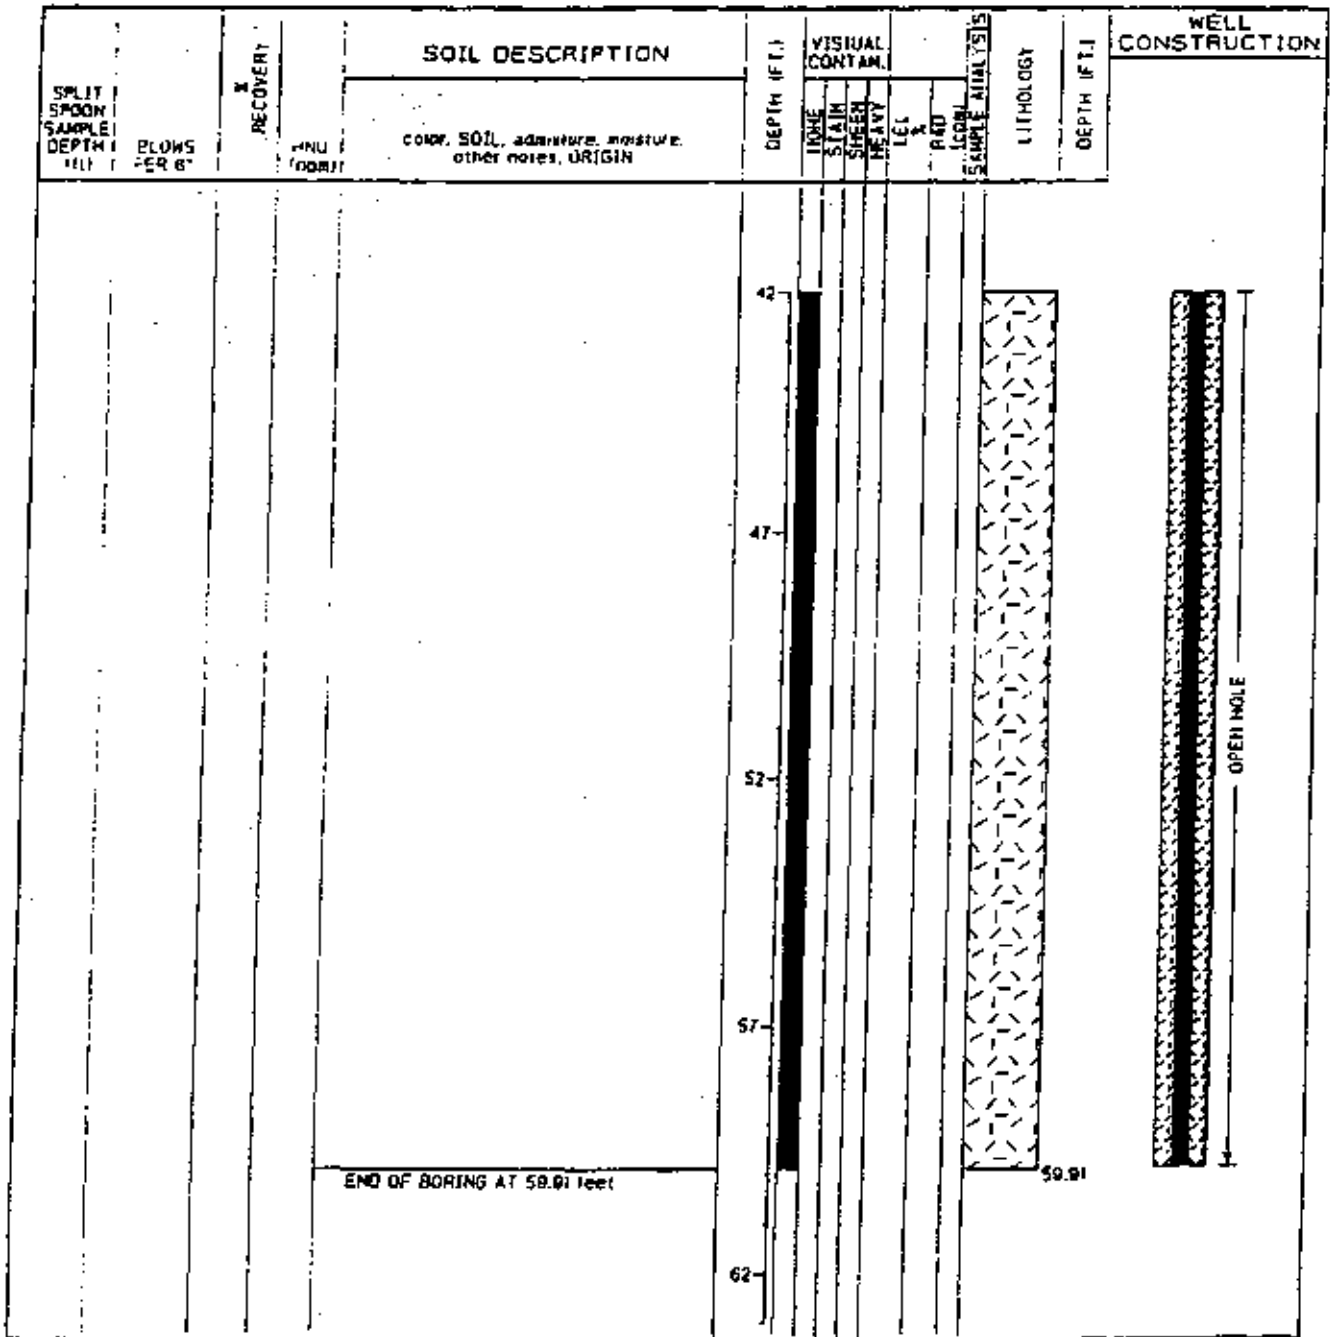 SPLIT
SPOON
SAMPLE
DEPTH
BLOWS
PER 6"
%
RECOVERY
HNU
SOIL DESCRIPTION
color, SOIL, admixture, moisture,
other notes, ORIGIN
DEPTH (FT.)
VISIUAL
CONTAM.
NONE
STAIN
SHEEN
HEAVY
LEL
%
RAD
SAMPLE ANALYSIS
LITHOLOGY
DEPTH (FT.)
WELL
CONSTRUCTION
42
47
52
57
62
OPEN HOLE
END OF BORING AT 59.91 feet
59.91